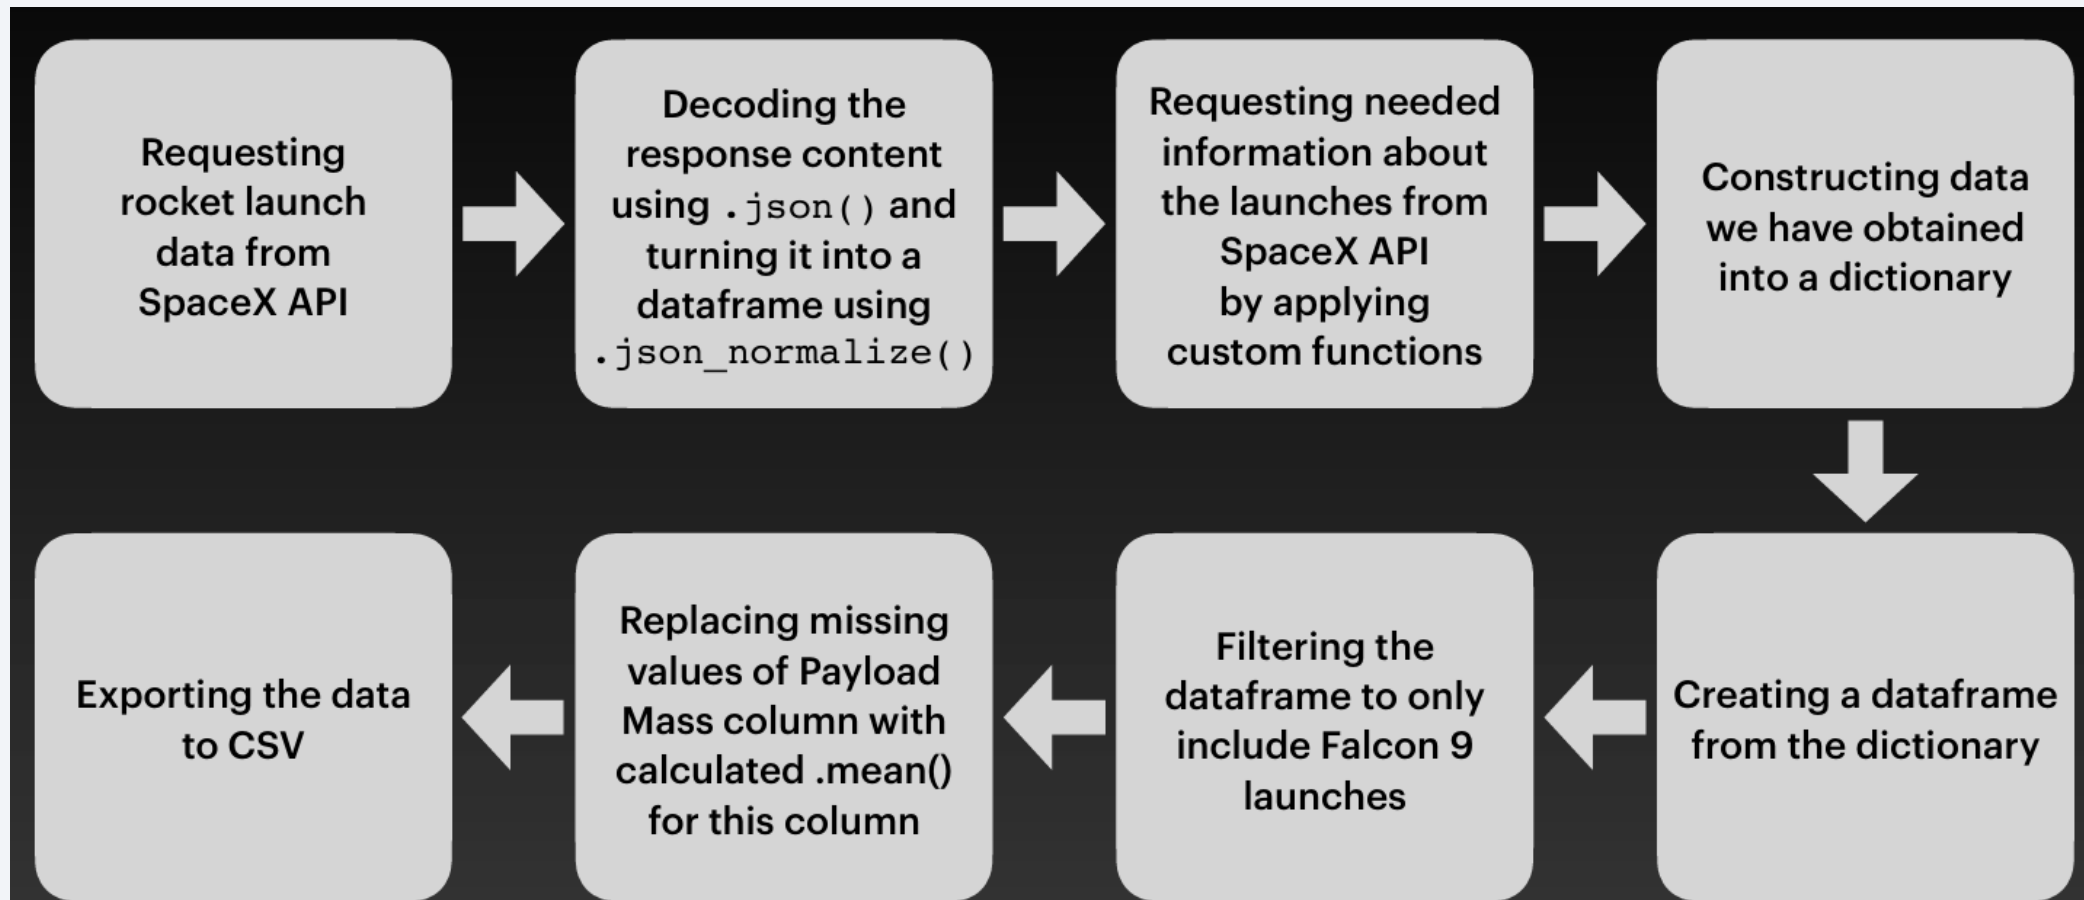 Requesting
rocket launch
data from
SpaceX API
Decoding the
response content
using .json() and
turning it into a
dataframe using
.json_normalize()
Requesting needed
information about
the launches from
SpaceX API
by applying
custom functions
Constructing data
we have obtained
into a dictionary
Creating a dataframe
from the dictionary
Filtering the
dataframe to only
include Falcon 9
launches
Replacing missing
values of Payload
Mass column with
calculated .mean()
for this column
Exporting the data
to CSV